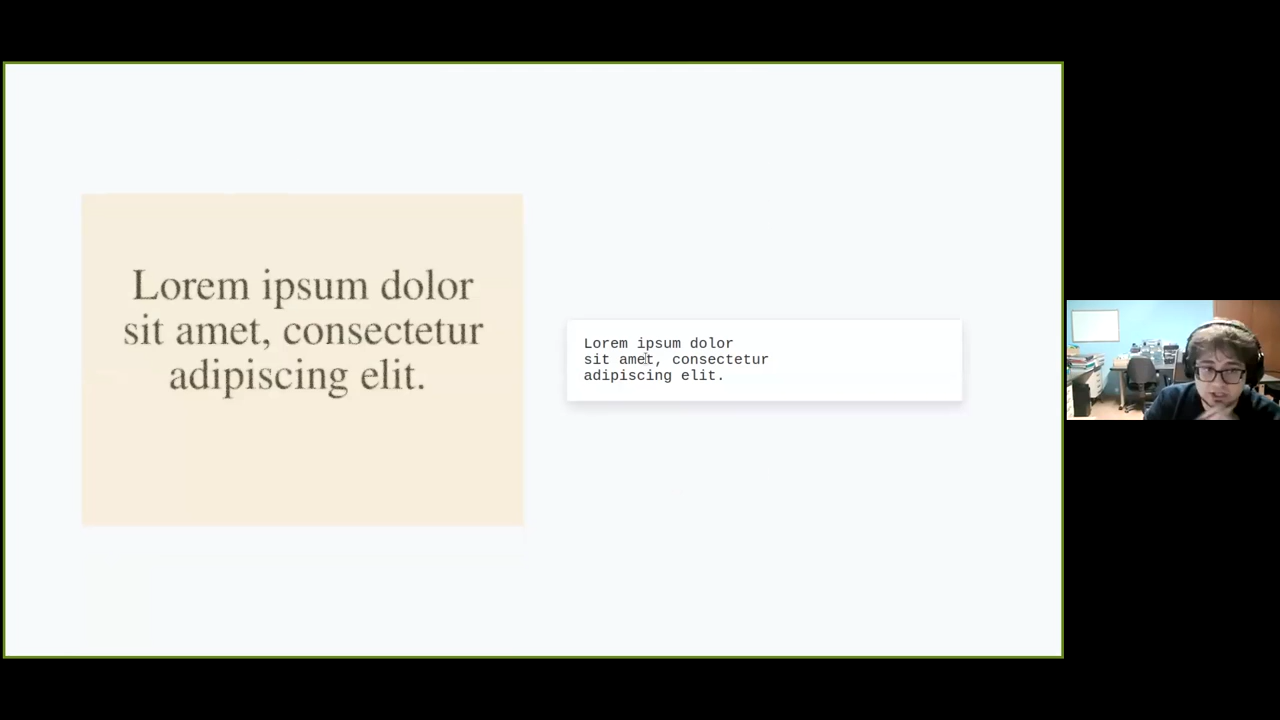 Lorem ipsum dolor
sit amet, consectetur
adipiscing elit.
Lorem ipsum dolor
sit amet, consectetur
adipiscing elit.